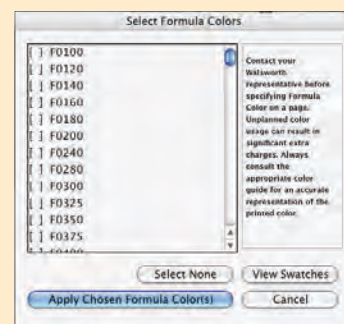 Select Formula Colors
[ ] F0100
[ ] F0120
[ ] F0140
[ ] F0160
[ ] F0180
[ ] F0200
[ ] F0240
[ ] F0280
[ ] F0300
[ ] F0325
[ ] F0350
[ ] F0375
[ ] F0400
Contact your
Walsworth
representative before
specifying Formula
Color on a page.
Unplanned color
usage can result in
significant extra
charges. Always
consult the
appropriate color
guide for an accurate
representation of the
printed color.
Select None
View Swatches
Apply Chosen Formula Color(s)
Cancel